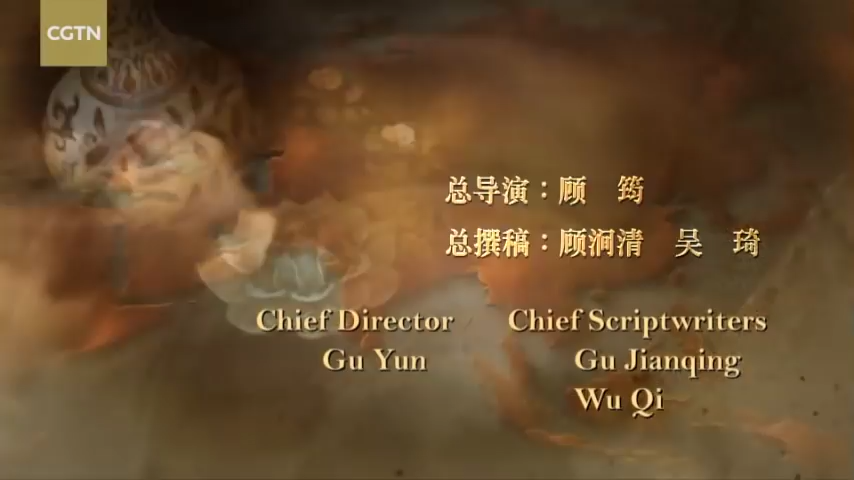 CGTN
总导演：顾　筠
总撰稿：顾涧清　吴　琦
Chief Director Chief Scriptwriters
Gu Yun Gu Jianqing
Wu Qi